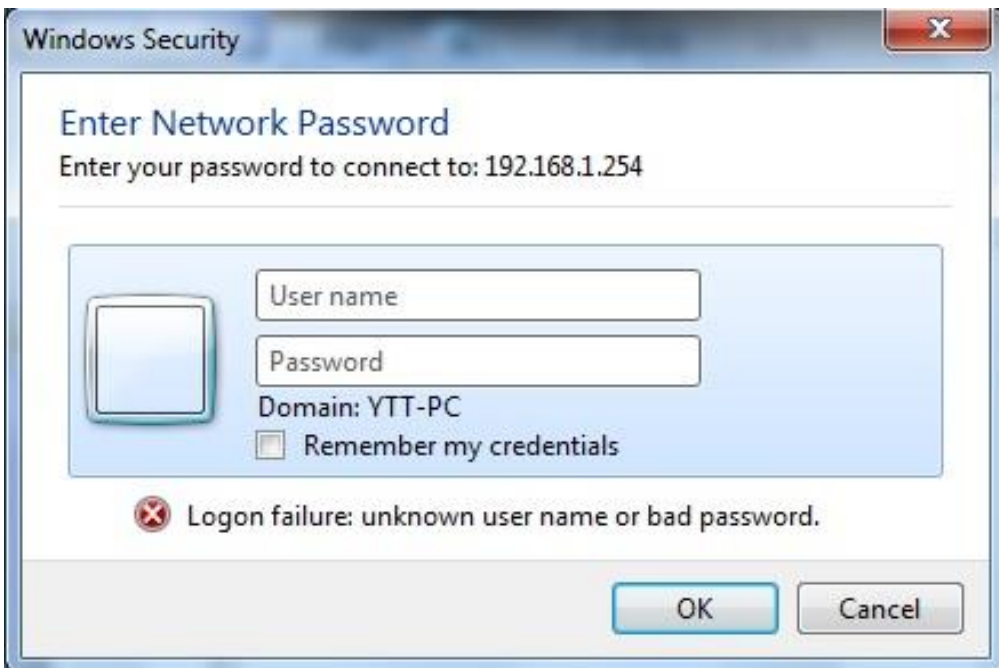 Windows Security
Enter Network Password
Enter your password to connect to: 192.168.1.254
User name
Password
Domain: YTT-PC
Remember my credentials
Logon failure: unknown user name or bad password.
OK
Cancel